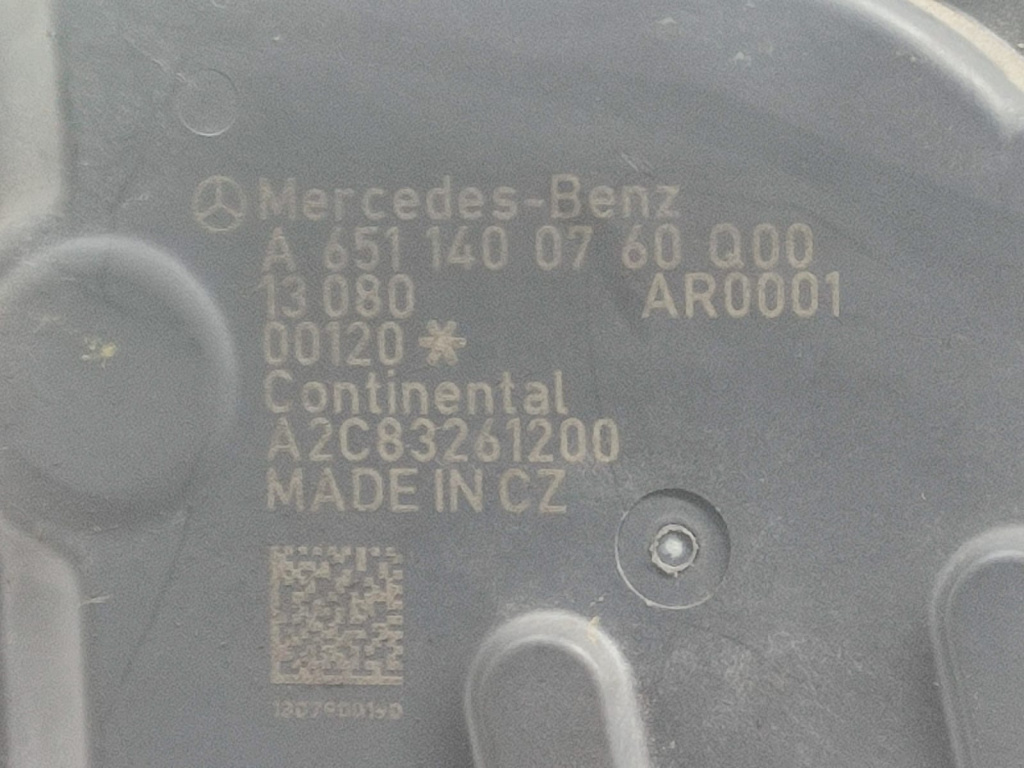 Mercedes-Benz
A 651 140 07 60 Q00
13 080 AR0001
00120 *
Continental
A2C83261200
MADE IN CZ